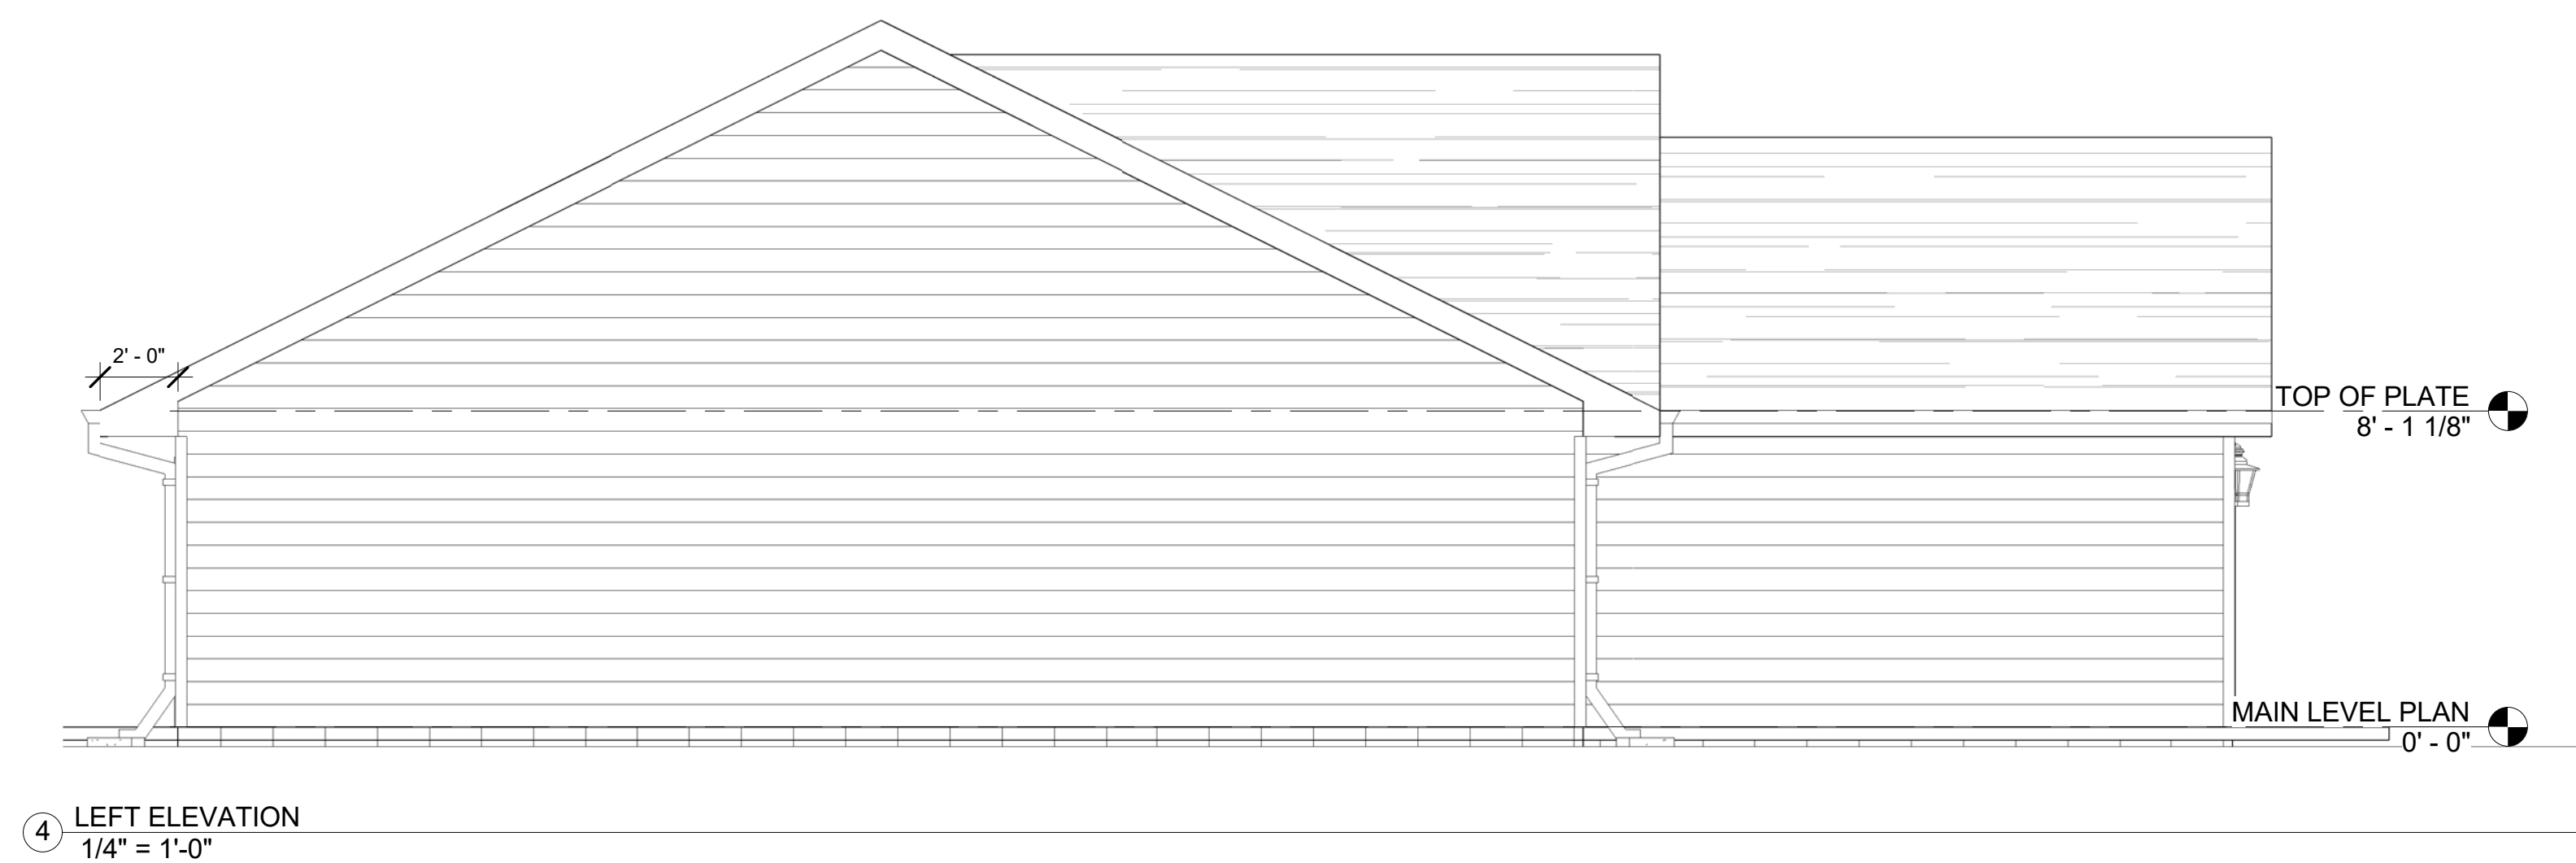 2' - 0"
TOP OF PLATE
8' - 1 1/8"
MAIN LEVEL PLAN
0' - 0"
4
LEFT ELEVATION
1/4" = 1'-0"